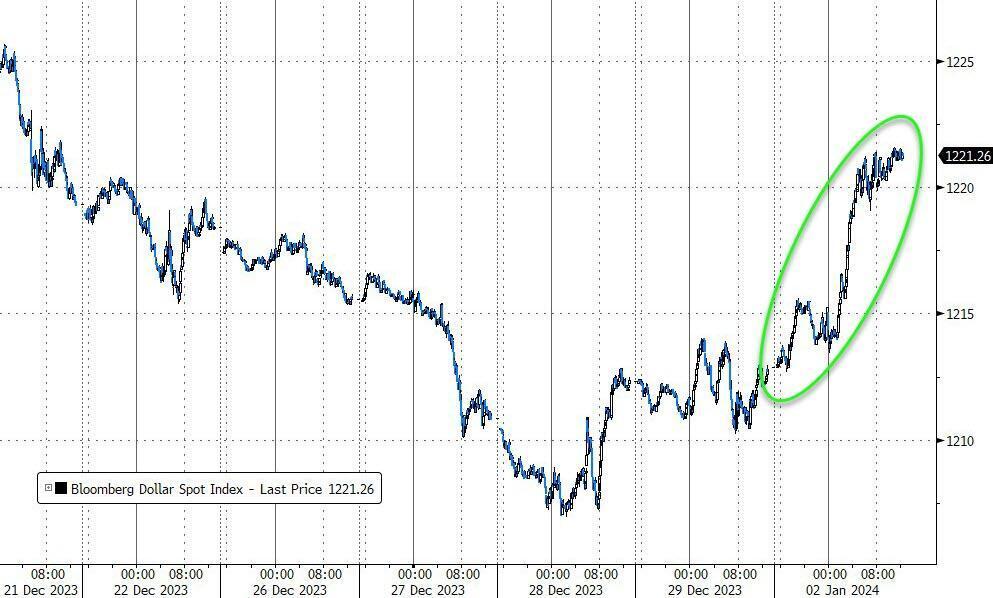 1225
1221.26
1220
1215
1210
Bloomberg Dollar Spot Index - Last Price 1221.26
08:00 00:00 08:00 00:00 08:00 00:00 08:00 00:00 08:00 00:00 08:00 00:00 08:00
21 Dec 2023 22 Dec 2023 26 Dec 2023 27 Dec 2023 28 Dec 2023 29 Dec 2023 02 Jan 2024